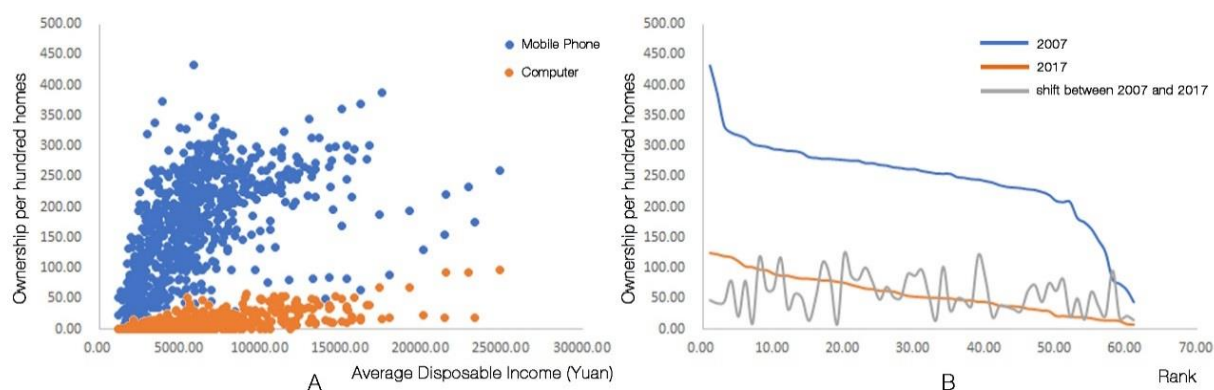 500.00
450.00
400.00
350.00
300.00
250.00
200.00
150.00
100.00
50.00
0.00
Ownership per hundred homes
Mobile Phone
Computer
0.00 5000.00 10000.00 15000.00 20000.00 25000.00 30000.00
Average Disposable Income (Yuan)
A
500.00
450.00
400.00
350.00
300.00
250.00
200.00
150.00
100.00
50.00
0.00
Ownership per hundred homes
2007
2017
shift between 2007 and 2017
0.00 10.00 20.00 30.00 40.00 50.00 60.00 70.00
Rank
B